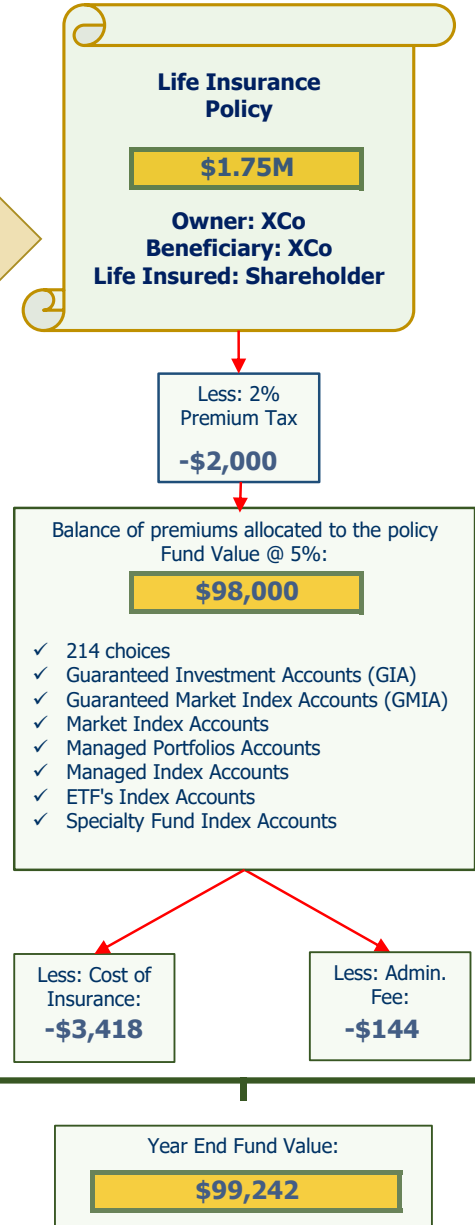 Life Insurance
Policy
$1.75M
Owner: XCo
Beneficiary: XCo
Life Insured: Shareholder
Less: 2%
Premium Tax
-$2,000
Balance of premiums allocated to the policy
Fund Value @ 5%:
$98,000
✓ 214 choices
✓ Guaranteed Investment Accounts (GIA)
✓ Guaranteed Market Index Accounts (GMIA)
✓ Market Index Accounts
✓ Managed Portfolios Accounts
✓ Managed Index Accounts
✓ ETF's Index Accounts
✓ Specialty Fund Index Accounts
Less: Cost of
Insurance:
-$3,418
Less: Admin.
Fee:
-$144
Year End Fund Value:
$99,242